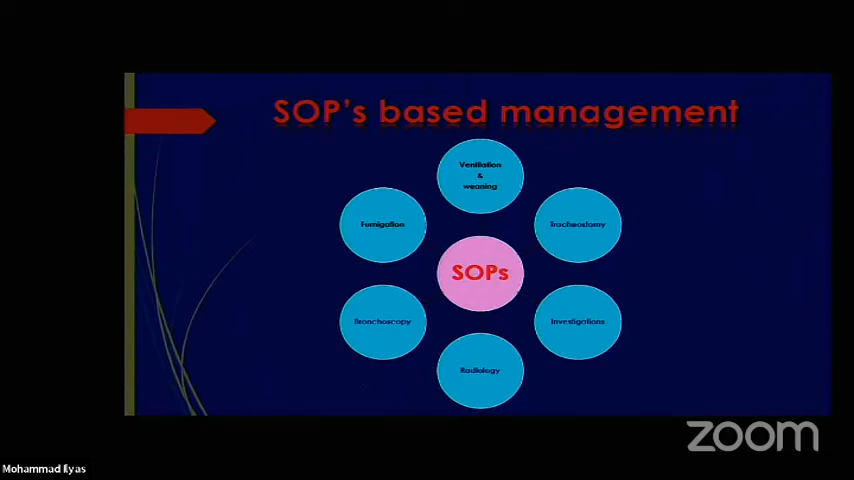 SOP's based management
Ventilation
&
weaning
Fumigation
Tracheostomy
SOPs
Bronchoscopy
Investigations
Radiology
zoom
Mohammad Ilyas